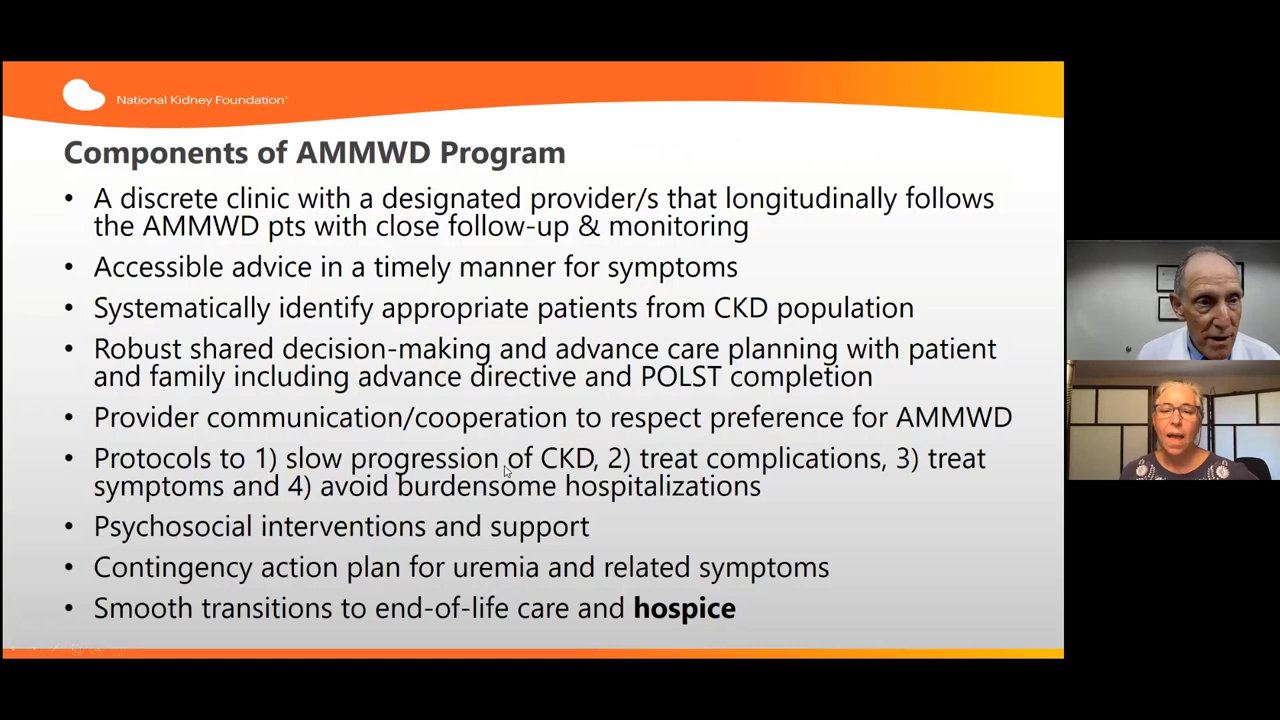 National Kidney Foundation™
Components of AMMWD Program
• A discrete clinic with a designated provider/s that longitudinally follows
the AMMWD pts with close follow-up & monitoring
• Accessible advice in a timely manner for symptoms
• Systematically identify appropriate patients from CKD population
• Robust shared decision-making and advance care planning with patient
and family including advance directive and POLST completion
• Provider communication/cooperation to respect preference for AMMWD
• Protocols to 1) slow progression of CKD, 2) treat complications, 3) treat
symptoms and 4) avoid burdensome hospitalizations
• Psychosocial interventions and support
• Contingency action plan for uremia and related symptoms
• Smooth transitions to end-of-life care and hospice